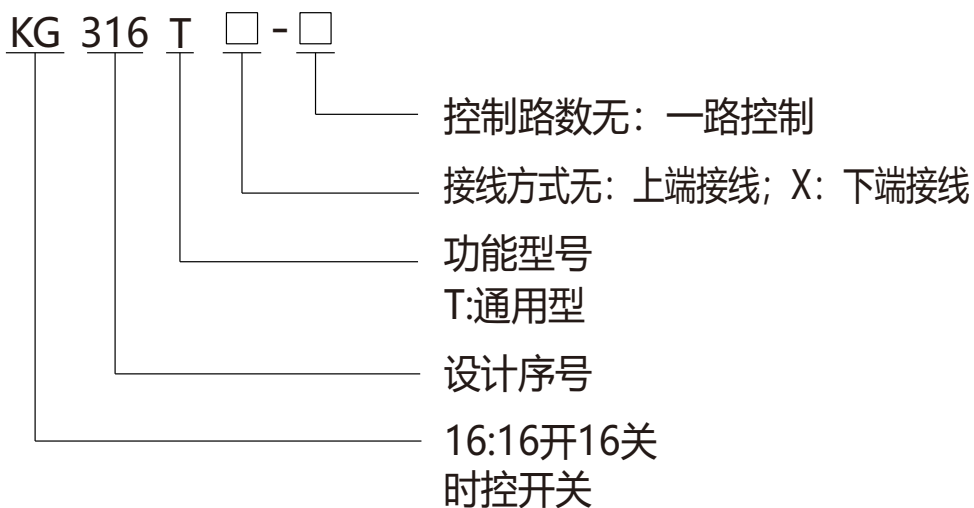 KG 316 T □ - □
控制路数无：一路控制
接线方式无：上端接线；X：下端接线
功能型号
T:通用型
设计序号
16:16开16关
时控开关